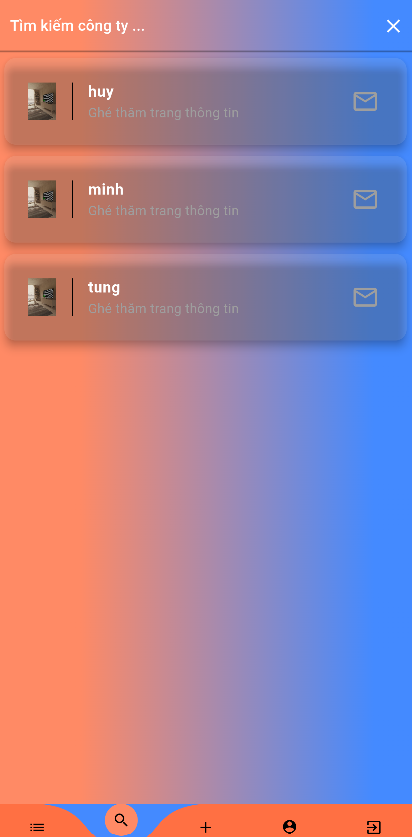 Tìm kiếm công ty ...
huy
Ghé thăm trang thông tin
minh
Ghé thăm trang thông tin
tung
Ghé thăm trang thông tin